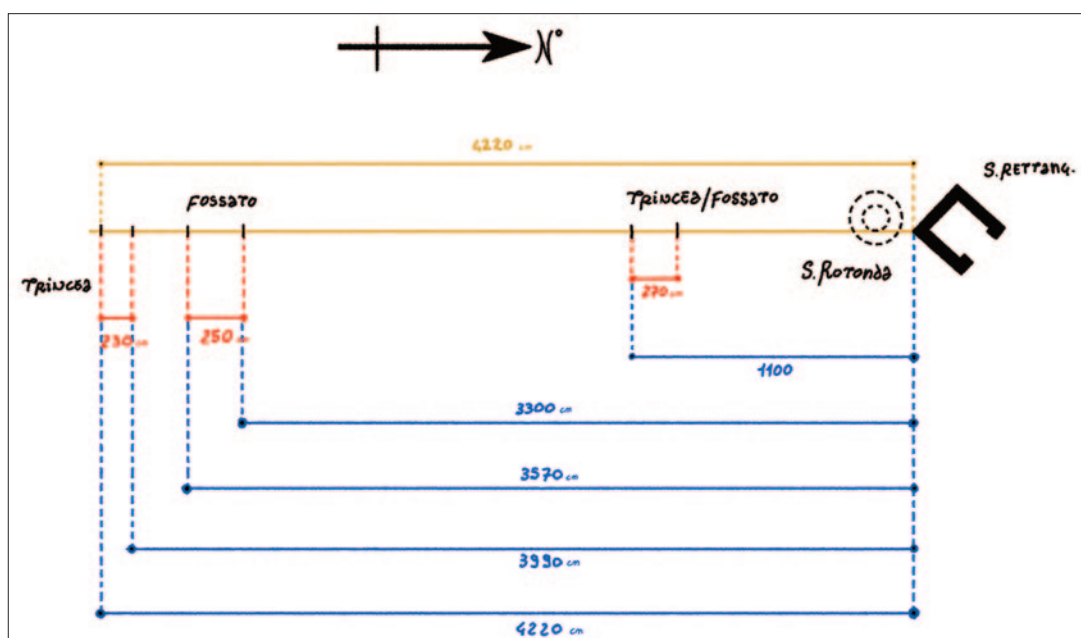 N°
4220 cm
S. RETTANG.
FOSSATO
TRINCEA/FOSSATO
S. ROTONDA
TRINCEA
270 cm
230 cm
250 cm
1100
3300 cm
3570 cm
3990 cm
4220 cm